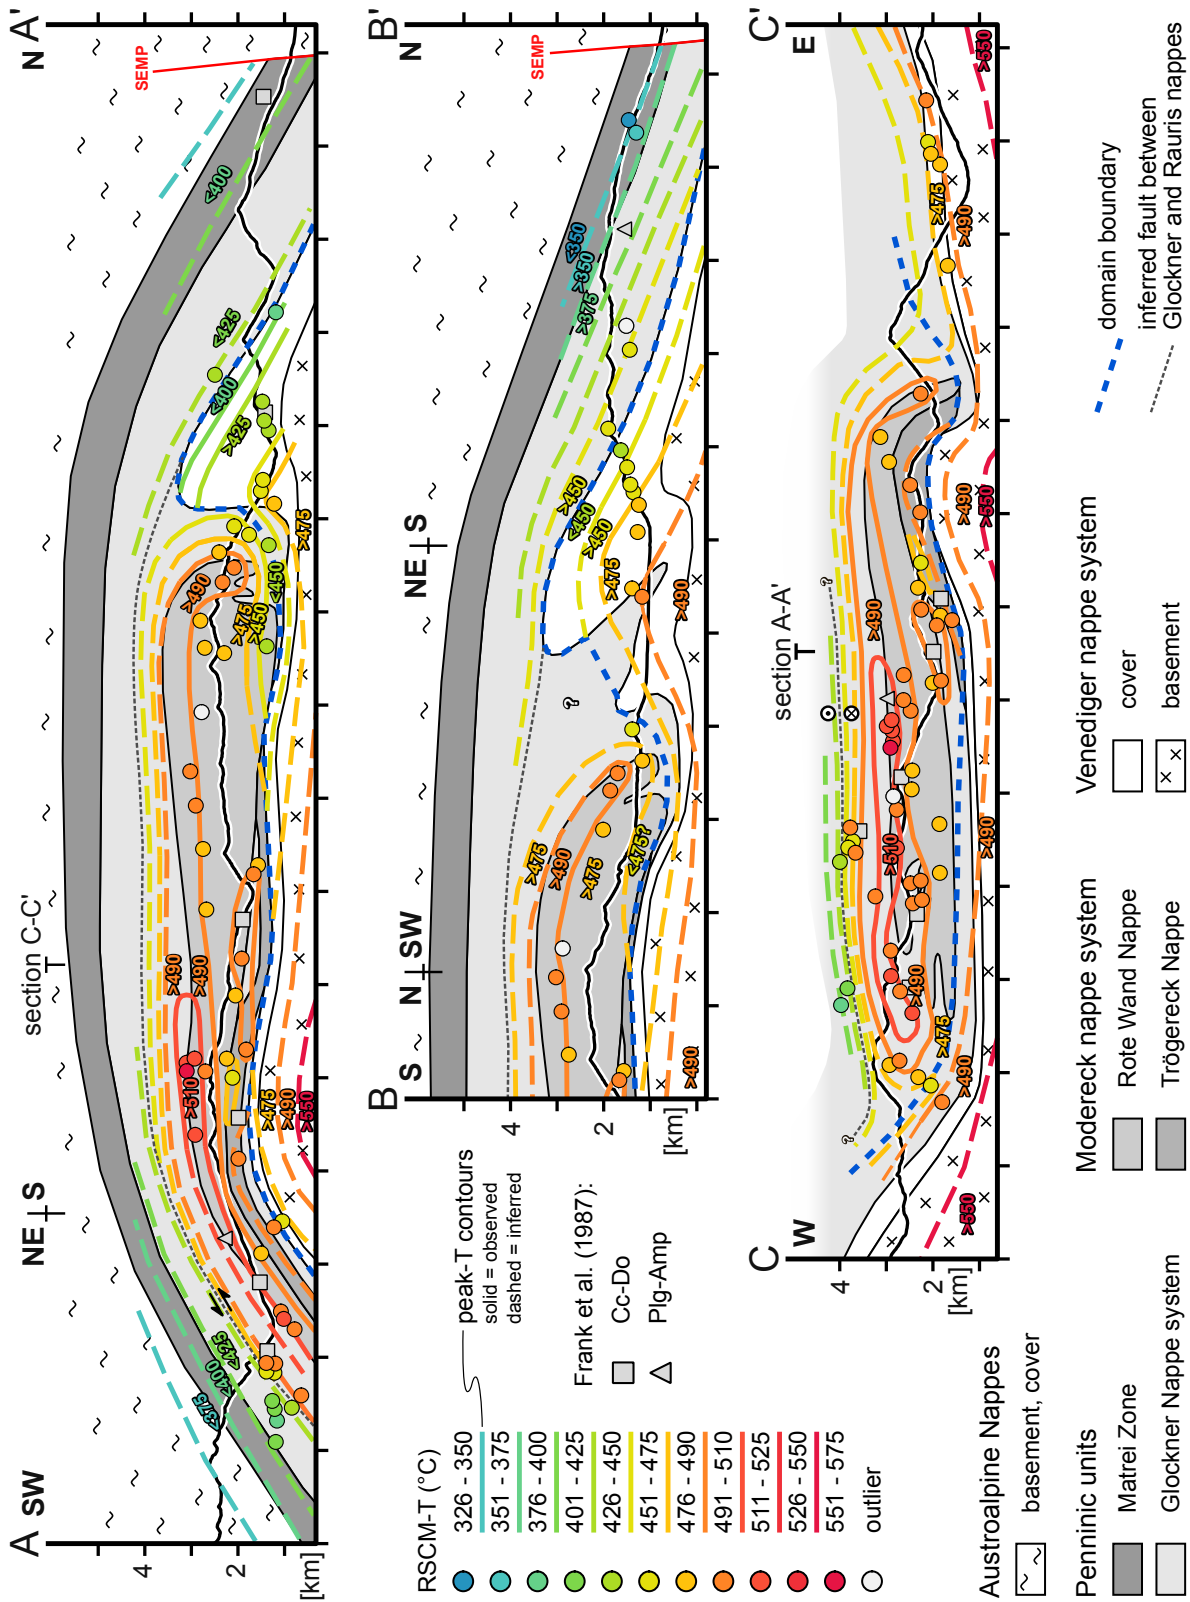 A
SW
NE
S
section C-C'
N
A'
SEMP
4
2
[km]
<375
<400
<425
>510
>490
>490
>475
>490
>550
>490
>475
>450
<450
>475
<425
<400
>425
<400
B
S
N
SW
NE
S
N
B'
SEMP
4
2
[km]
>475
>490
>475
<475?
>490
?
>450
<450
>450
>475
>490
<350
>350
>375
C
W
section A-A'
E
C'
4
2
[km]
>550
?
>490
>475
>490
>510
>490
>490
?
>490
>550
>475
>490
>550
RSCM-T (°C)
326 - 350
351 - 375
376 - 400
401 - 425
426 - 450
451 - 475
476 - 490
491 - 510
511 - 525
526 - 550
551 - 575
outlier
peak-T contours
solid = observed
dashed = inferred
Frank et al. (1987):
Cc-Do
Plg-Amp
Austroalpine Nappes
basement, cover
Penninic units
Matrei Zone
Glockner Nappe system
Modereck nappe system
Rote Wand Nappe
Trögereck Nappe
Venediger nappe system
cover
basement
domain boundary
inferred fault between
Glockner and Rauris nappes